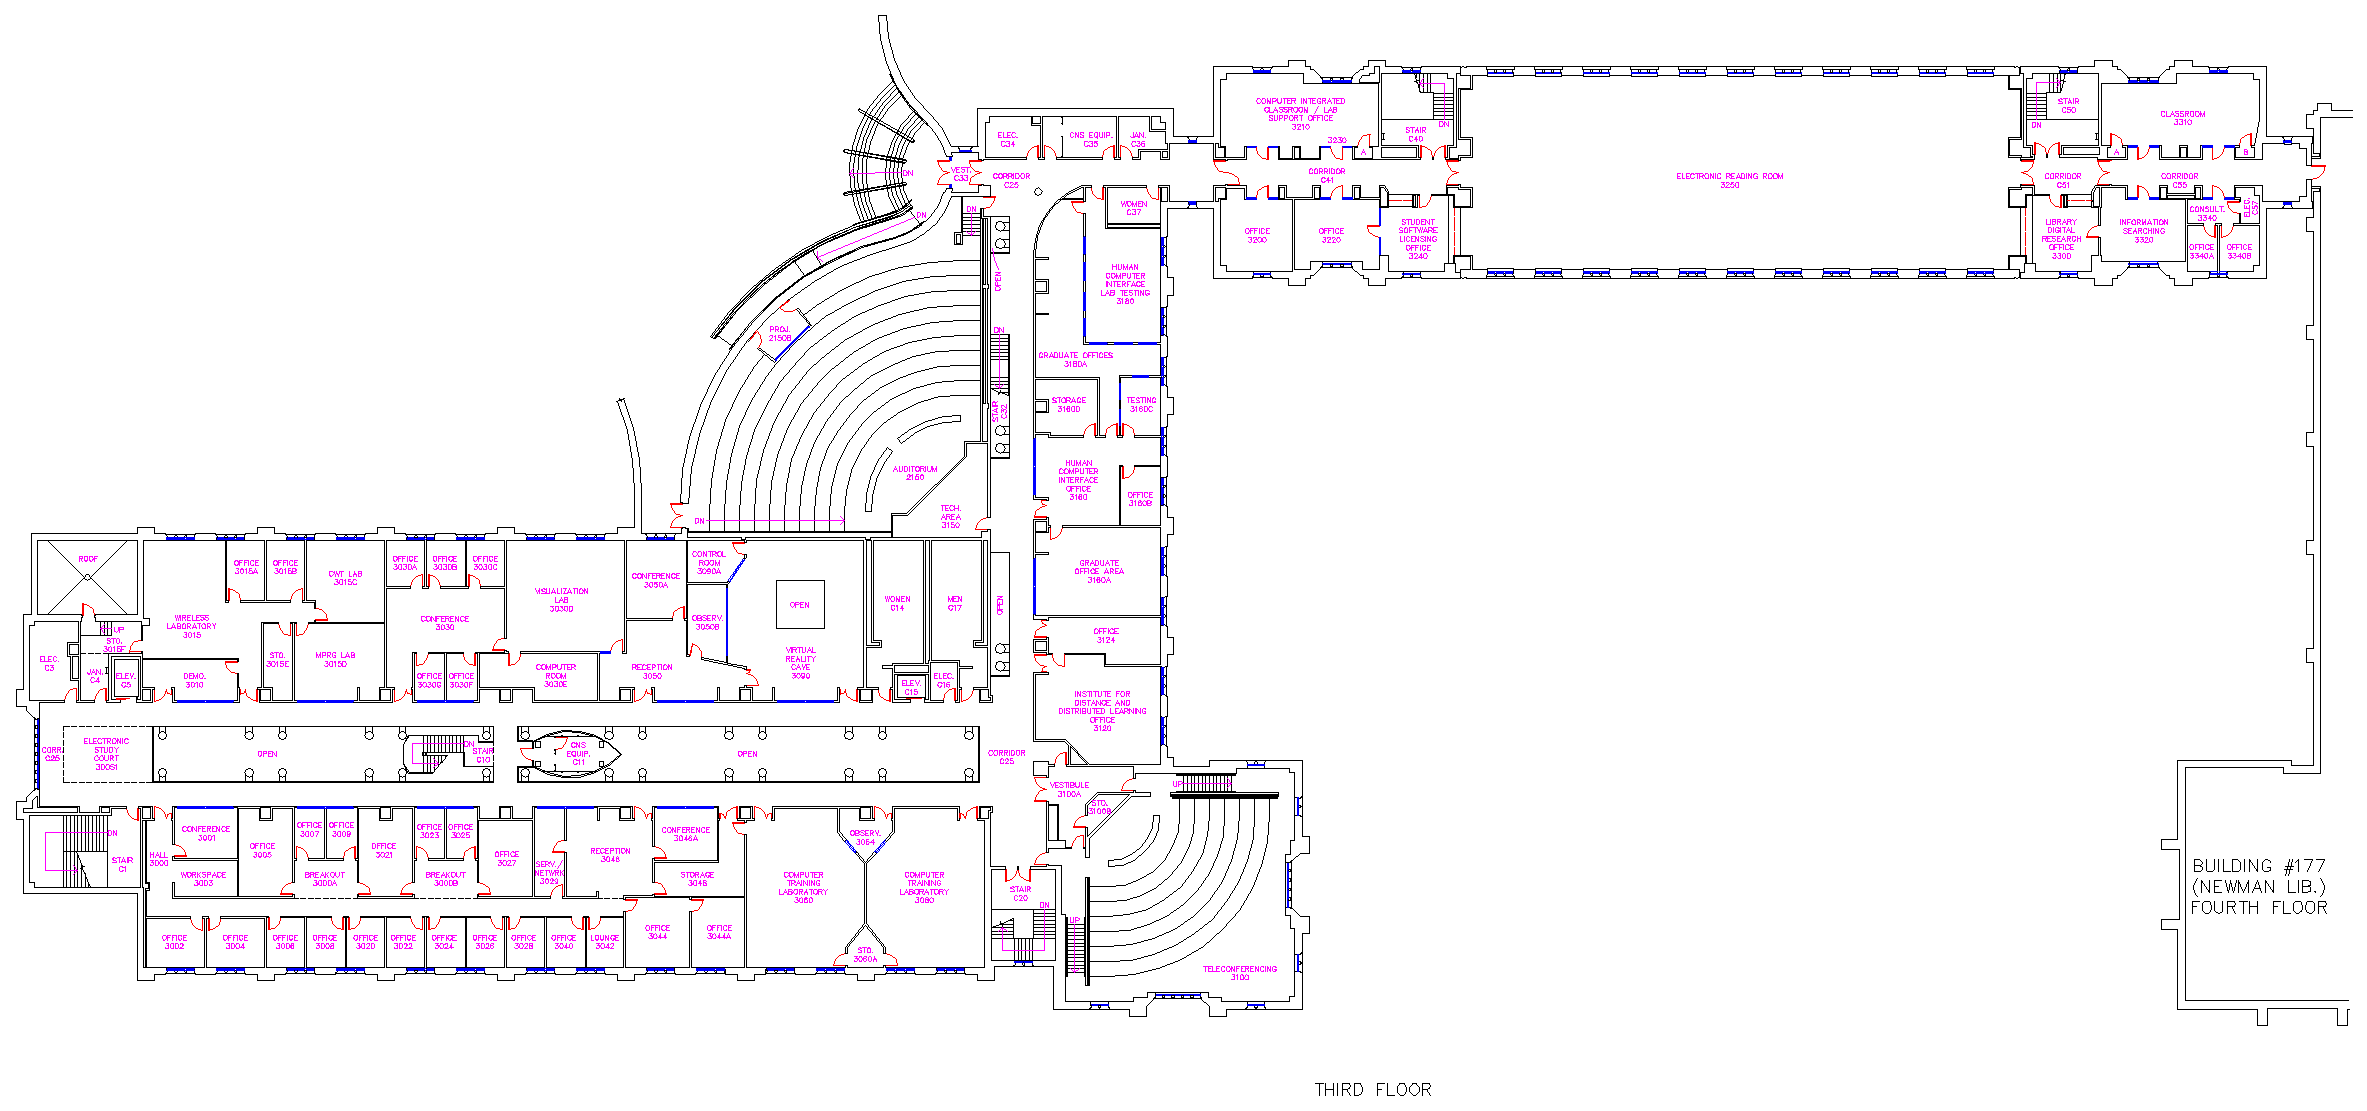 COMPUTER INTEGRATED
CLASSROOM / LAB
SUPPORT OFFICE
3210
3230
A
STAIR
C40
DN
STAIR
C50
DN
CLASSROOM
3310
A
B
ELEC.
C34
CNS EQUIP.
C35
JAN.
C36
VEST.
C33
CORRIDOR
C25
CORRIDOR
C41
ELECTRONIC READING ROOM
3250
CORRIDOR
C51
CORRIDOR
C55
DN
DN
DN
WOMEN
C37
OFFICE
3200
OFFICE
3220
STUDENT
SOFTWARE
LICENSING
OFFICE
3240
LIBRARY
DIGITAL
RESEARCH
OFFICE
3300
INFORMATION
SEARCHING
3320
CONSULT.
3340
ELEC.
C57
OFFICE
3340A
OFFICE
3340B
OPEN
HUMAN
COMPUTER
INTERFACE
LAB TESTING
3180
PROJ.
2150B
DN
STAIR
C32
GRADUATE OFFICES
3180A
STORAGE
3160D
TESTING
3160C
AUDITORIUM
2150
HUMAN
COMPUTER
INTERFACE
OFFICE
3160
OFFICE
3160B
TECH.
AREA
3150
DN
GRADUATE
OFFICE AREA
3160A
ROOF
OFFICE
3015A
OFFICE
3015B
CWT LAB
3015C
OFFICE
3030A
OFFICE
3030B
OFFICE
3030C
VISUALIZATION
LAB
3030D
CONFERENCE
3050A
CONTROL
ROOM
3090A
OPEN
WOMEN
C14
MEN
C17
OPEN
WIRELESS
LABORATORY
3015
CONFERENCE
3030
OBSERV.
3050B
OFFICE
3124
UP
STO.
3015F
ELEC.
C3
JAN.
C4
ELEV.
C5
DEMO.
3010
STO.
3015E
MPRG LAB
3015D
OFFICE
3030G
OFFICE
3030F
COMPUTER
ROOM
3030E
RECEPTION
3050
VIRTUAL
REALITY
CAVE
3090
ELEV.
C15
ELEC.
C16
INSTITUTE FOR
DISTANCE AND
DISTRIBUTED LEARNING
OFFICE
3120
CORR.
C25
ELECTRONIC
STUDY
COURT
300S1
OPEN
DN
STAIR
C10
CNS
EQUIP.
C11
OPEN
CORRIDOR
C25
VESTIBULE
3100A
STO.
3100B
UP
DN
STAIR
C1
HALL
3000
CONFERENCE
3001
WORKSPACE
3003
OFFICE
3005
OFFICE
3007
OFFICE
3009
BREAKOUT
3000A
OFFICE
3021
OFFICE
3023
OFFICE
3025
BREAKOUT
3000B
OFFICE
3027
SERV./
NETWRK
3029
RECEPTION
3046
CONFERENCE
3046A
STORAGE
3048
COMPUTER
TRAINING
LABORATORY
3060
OBSERV.
3064
COMPUTER
TRAINING
LABORATORY
3080
STAIR
C20
DN
UP
OFFICE
3002
OFFICE
3004
OFFICE
3006
OFFICE
3008
OFFICE
3020
OFFICE
3022
OFFICE
3024
OFFICE
3026
OFFICE
3028
OFFICE
3040
LOUNGE
3042
OFFICE
3044
OFFICE
3044A
STO.
3060A
TELECONFERENCING
3100
BUILDING #177
(NEWMAN LIB.)
FOURTH FLOOR
THIRD FLOOR